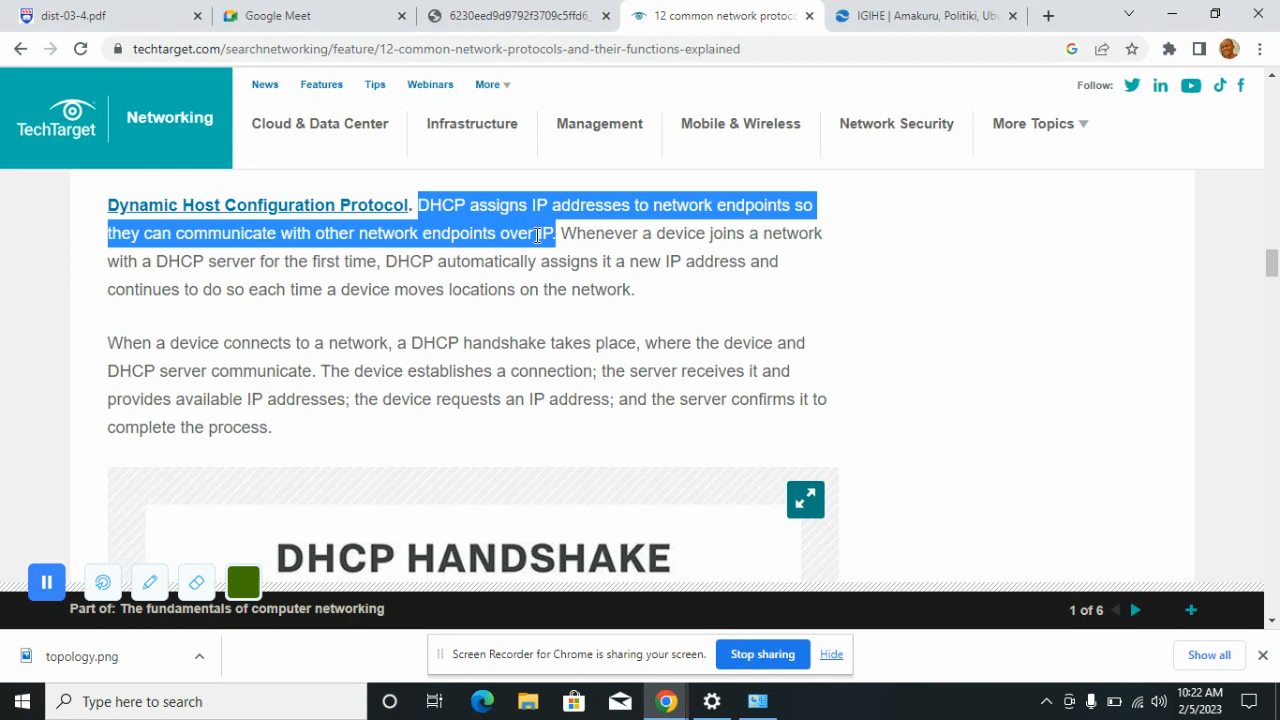 dist-03-4.pdf
Google Meet
6230eed9d9792f3709c5ffd6_
12 common network protoc
IGIHE | Amakuru, Politiki, Ubu
techtarget.com/searchnetworking/feature/12-common-network-protocols-and-their-functions-explained
TechTarget
Networking
News Features Tips Webinars More
Follow:
Cloud & Data Center Infrastructure Management Mobile & Wireless Network Security More Topics
Dynamic Host Configuration Protocol. DHCP assigns IP addresses to network endpoints so
they can communicate with other network endpoints over IP. Whenever a device joins a network
with a DHCP server for the first time, DHCP automatically assigns it a new IP address and
continues to do so each time a device moves locations on the network.
When a device connects to a network, a DHCP handshake takes place, where the device and
DHCP server communicate. The device establishes a connection; the server receives it and
provides available IP addresses; the device requests an IP address; and the server confirms it to
complete the process.
DHCP HANDSHAKE
Part of: The fundamentals of computer networking
1 of 6
topology.png
Screen Recorder for Chrome is sharing your screen.
Stop sharing
Hide
Show all
Type here to search
10:22 AM
2/5/2023